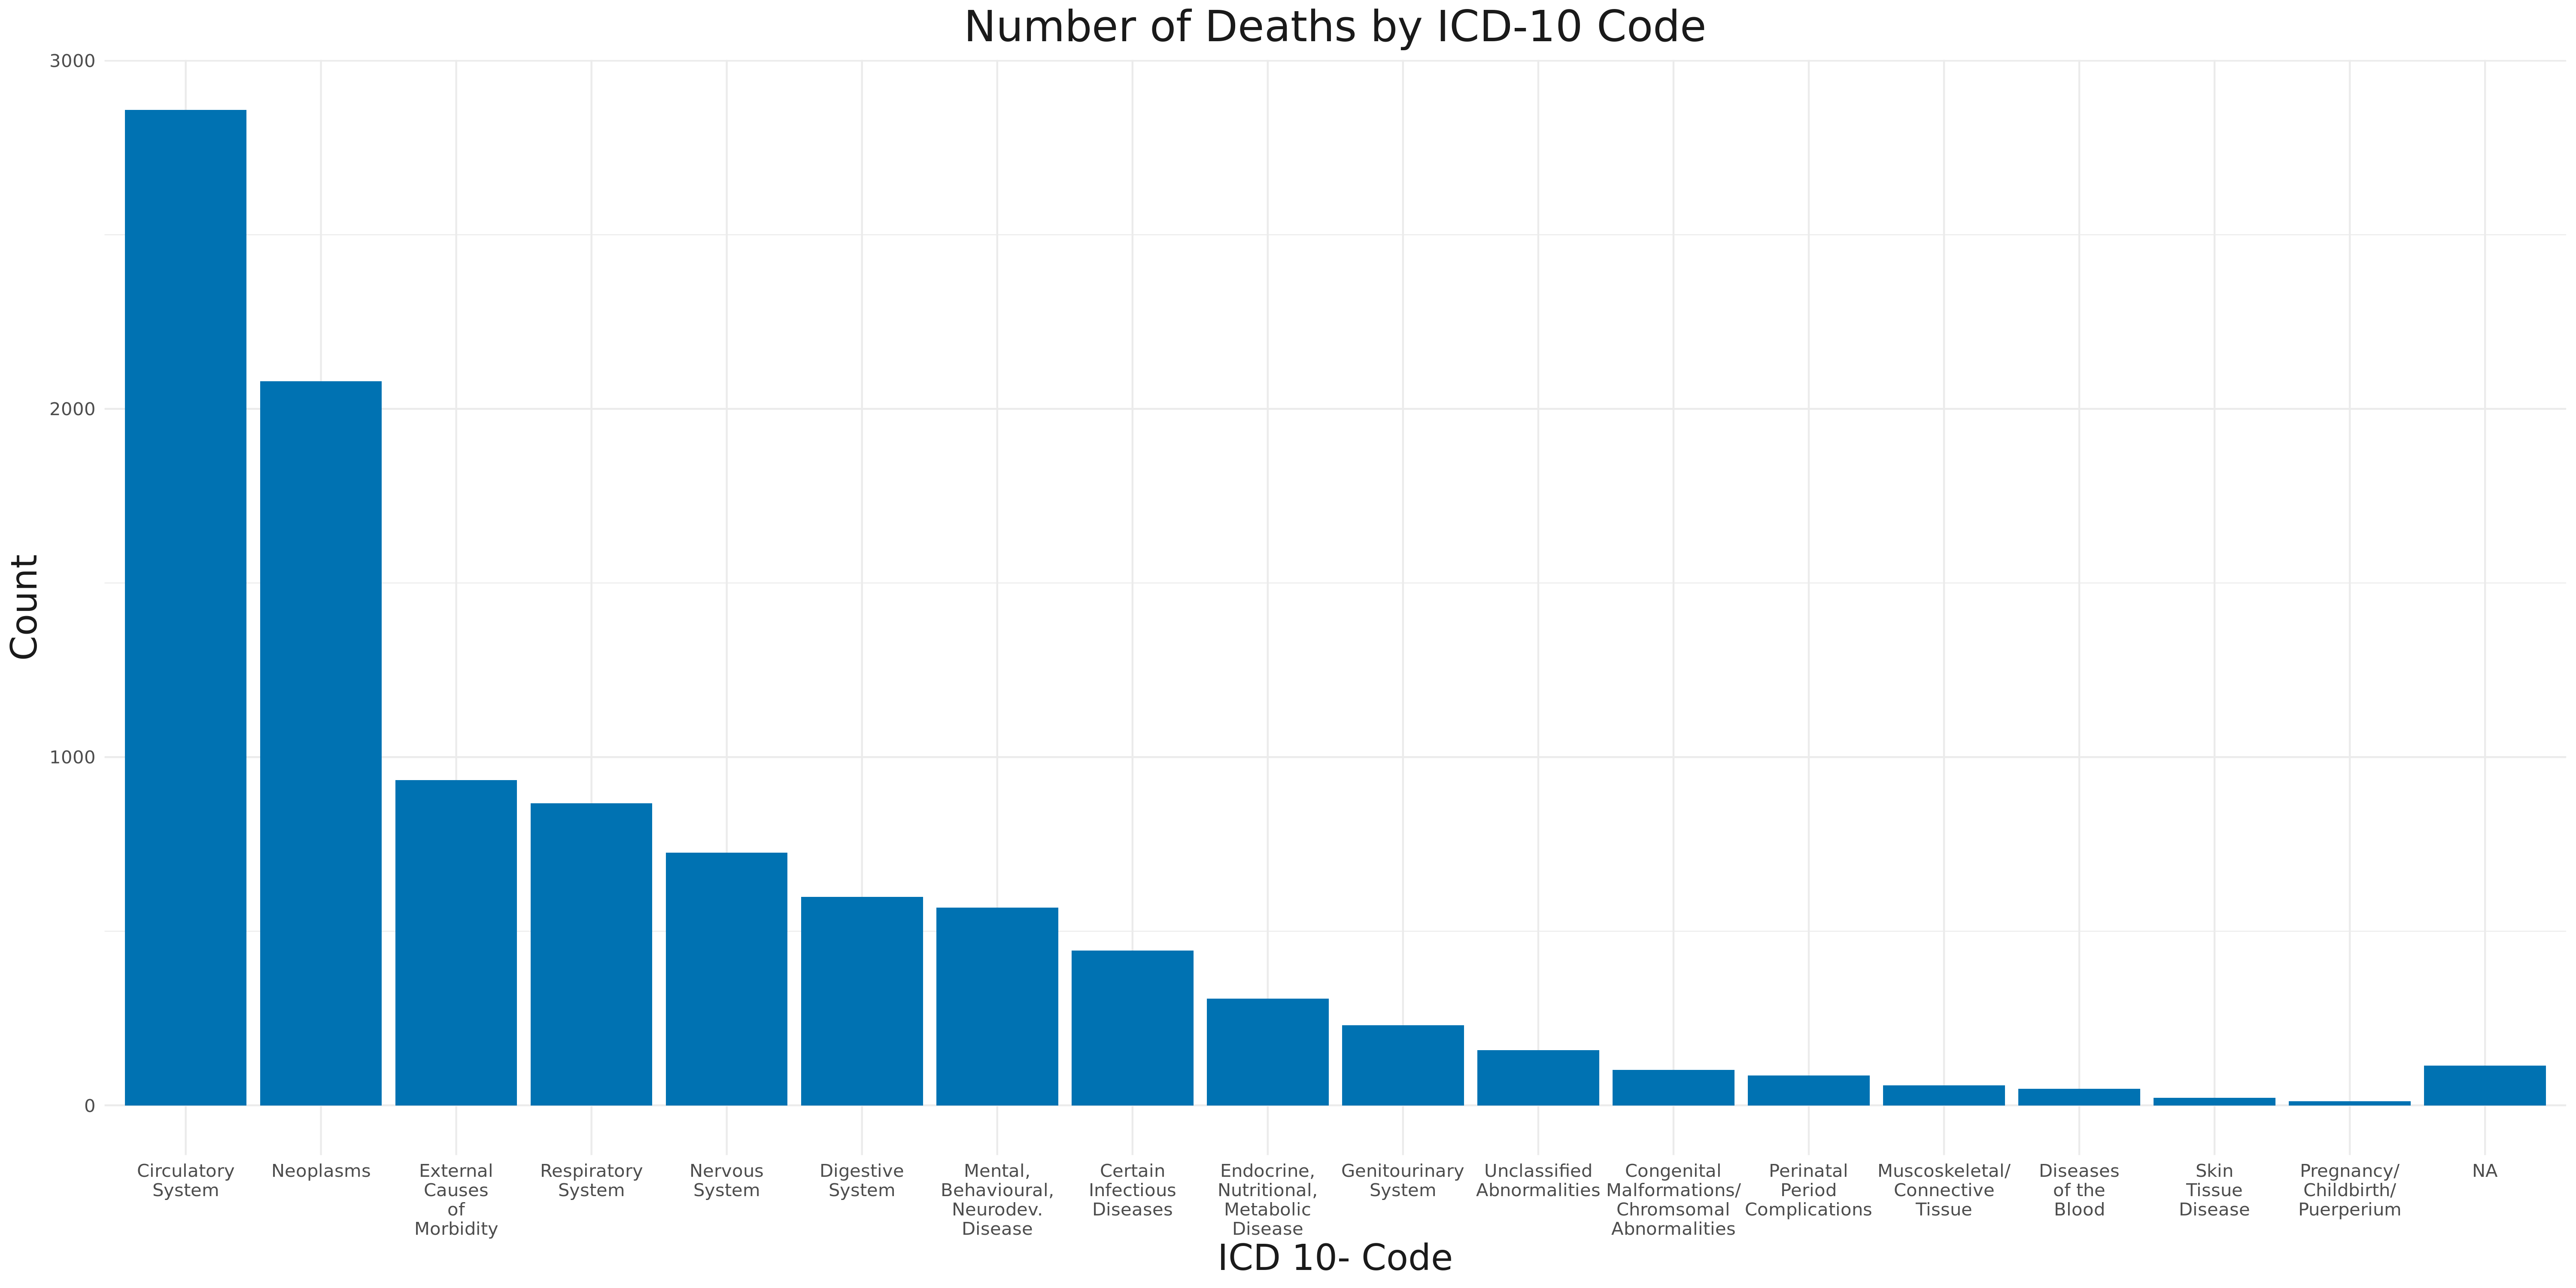 Number of Deaths by ICD-10 Code
Count
3000
2000
1000
0
Circulatory
System
Neoplasms
External
Causes
of
Morbidity
Respiratory
System
Nervous
System
Digestive
System
Mental,
Behavioural,
Neurodev.
Disease
Certain
Infectious
Diseases
Endocrine,
Nutritional,
Metabolic
Disease
Genitourinary
System
Unclassified
Abnormalities
Congenital
Malformations/
Chromsomal
Abnormalities
Perinatal
Period
Complications
Muscoskeletal/
Connective
Tissue
Diseases
of the
Blood
Skin
Tissue
Disease
Pregnancy/
Childbirth/
Puerperium
NA
ICD 10- Code